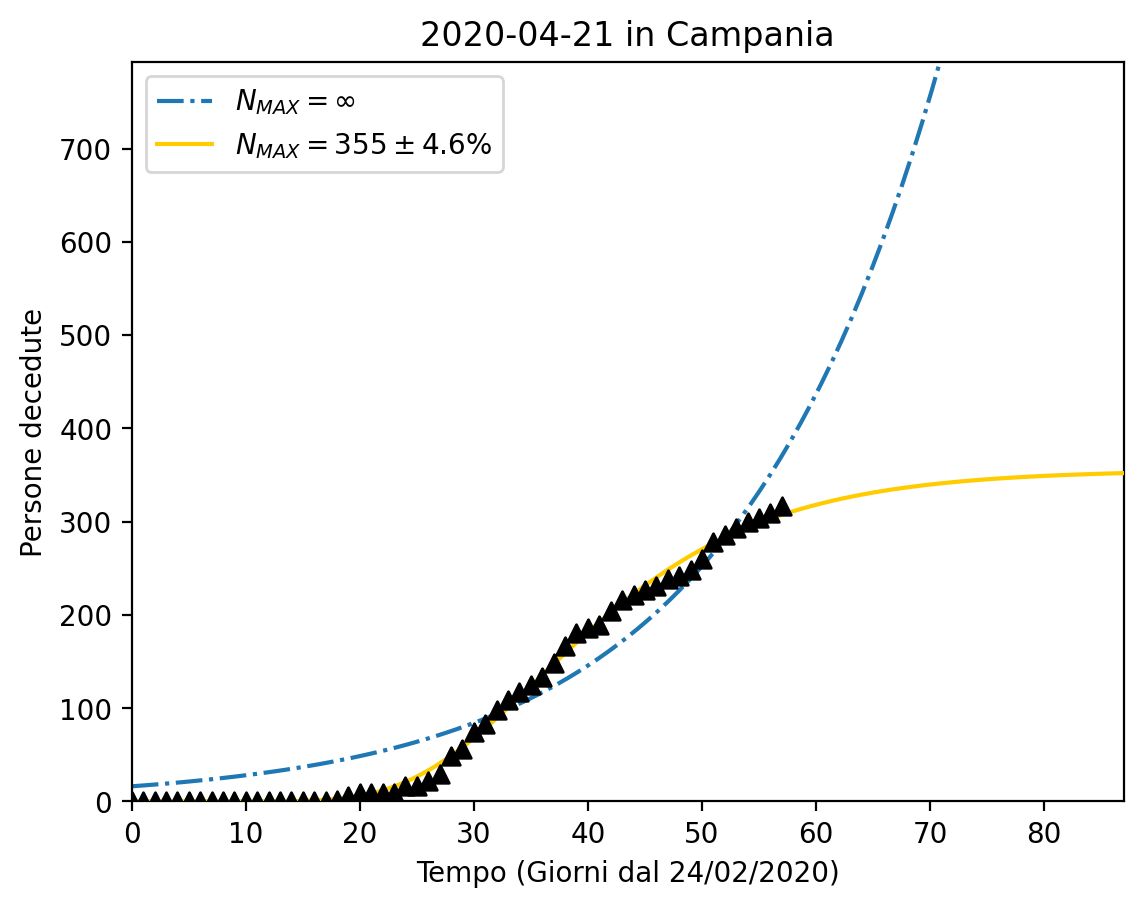 2020-04-21 in Campania
N_MAX = ∞
N_MAX = 355 ± 4.6%
Persone decedute
700
600
500
400
300
200
100
0
0 10 20 30 40 50 60 70 80
Tempo (Giorni dal 24/02/2020)